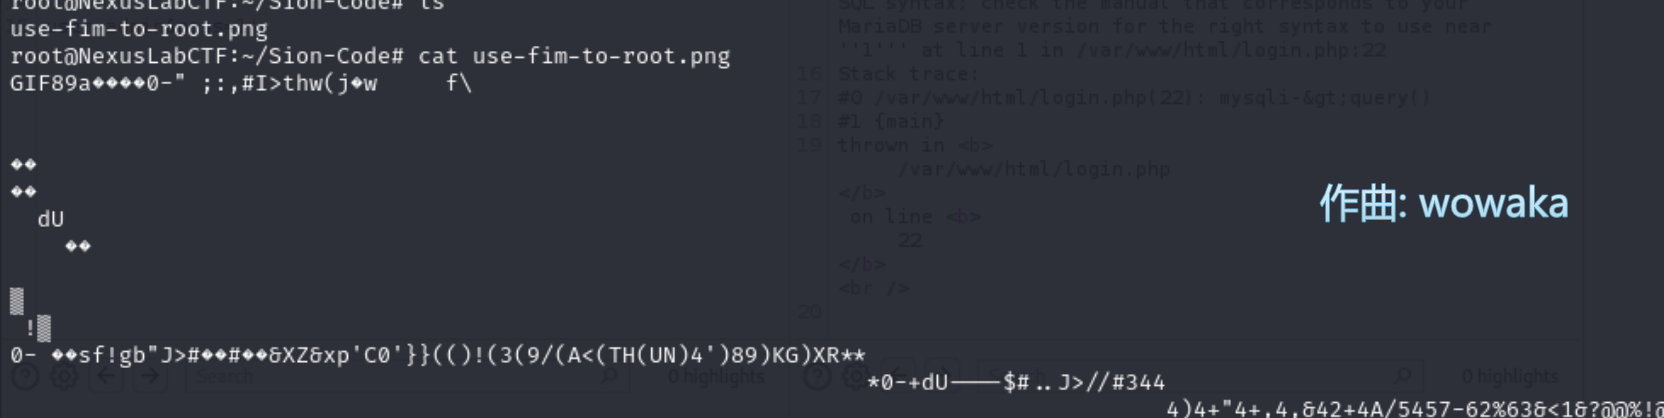 root@NexusLabCTF:~/Sion-Code# ls
use-fim-to-root.png
root@NexusLabCTF:~/Sion-Code# cat use-fim-to-root.png
GIF89a����0-" ;:,#I>thw(j�w f\
��
��
dU
��
▒
!▒
0- ��sf!gb"J>#��#��&XZ&xp'C0'}}(()!(3(9/(A<(TH(UN)4')89)KG)XR**
*0-+dU———$#..J>//#344
4)4+"4+,4,&42+4A/5457-62%63&<1&?@@%!
SQL syntax; check the manual that corresponds to your
MariaDB server version for the right syntax to use near
''1''' at line 1 in /var/www/html/login.php:22
16 Stack trace:
17 #0 /var/www/html/login.php(22): mysqli-&gt;query()
18 #1 {main}
19 thrown in <b>
/var/www/html/login.php
</b>
on line <b>
22
</b>
<br />
20
作曲: wowaka
Search
0 highlights
Search
0 highlights